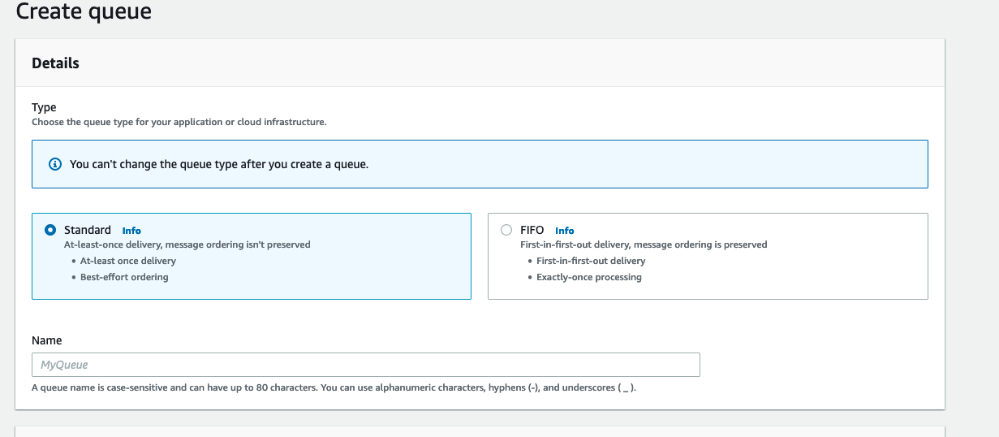 Create queue
Details
Type
Choose the queue type for your application or cloud infrastructure.
You can't change the queue type after you create a queue.
Standard Info
At-least-once delivery, message ordering isn't preserved
• At-least once delivery
• Best-effort ordering
FIFO Info
First-in-first-out delivery, message ordering is preserved
• First-in-first-out delivery
• Exactly-once processing
Name
MyQueue
A queue name is case-sensitive and can have up to 80 characters. You can use alphanumeric characters, hyphens (-), and underscores ( _ ).